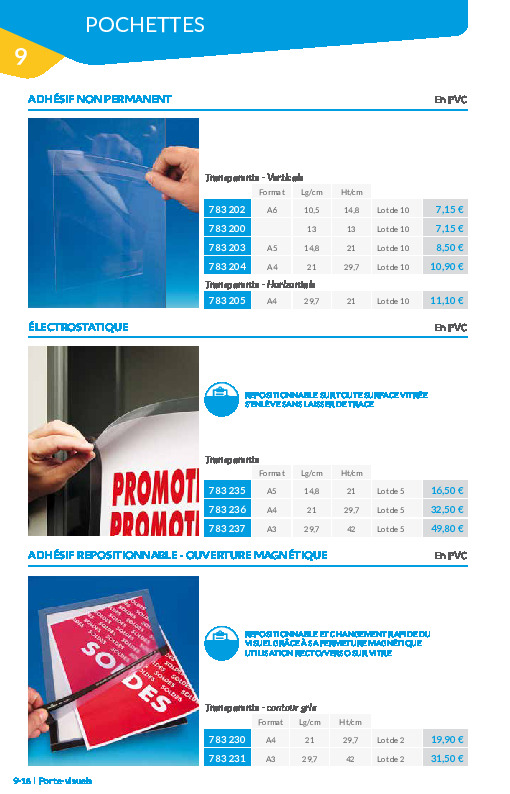 POCHETTES
9
ADHÉSIF NON PERMANENT En PVC
Transparente - Verticale
Format Lg/cm Ht/cm
783 202 A6 10,5 14,8 Lot de 10 7,15 €
783 200 13 13 Lot de 10 7,15 €
783 203 A5 14,8 21 Lot de 10 8,50 €
783 204 A4 21 29,7 Lot de 10 10,90 €
Transparente - Horizontale
783 205 A4 29,7 21 Lot de 10 11,10 €
ÉLECTROSTATIQUE En PVC
REPOSITIONNABLE SUR TOUTE SURFACE VITRÉE
S'ENLÈVE SANS LAISSER DE TRACE
PROMOTI
PROMOTI
Transparente
Format Lg/cm Ht/cm
783 235 A5 14,8 21 Lot de 5 16,50 €
783 236 A4 21 29,7 Lot de 5 32,50 €
783 237 A3 29,7 42 Lot de 5 49,80 €
ADHÉSIF REPOSITIONNABLE - OUVERTURE MAGNÉTIQUE En PVC
SOLDES
REPOSITIONNABLE ET CHANGEMENT RAPIDE DU
VISUEL GRÂCE À SA FERMETURE MAGNÉTIQUE
UTILISATION RECTO/VERSO SUR VITRE
Transparente - contour gris
Format Lg/cm Ht/cm
783 230 A4 21 29,7 Lot de 2 19,90 €
783 231 A3 29,7 42 Lot de 2 31,50 €
9-16 | Porte-visuels